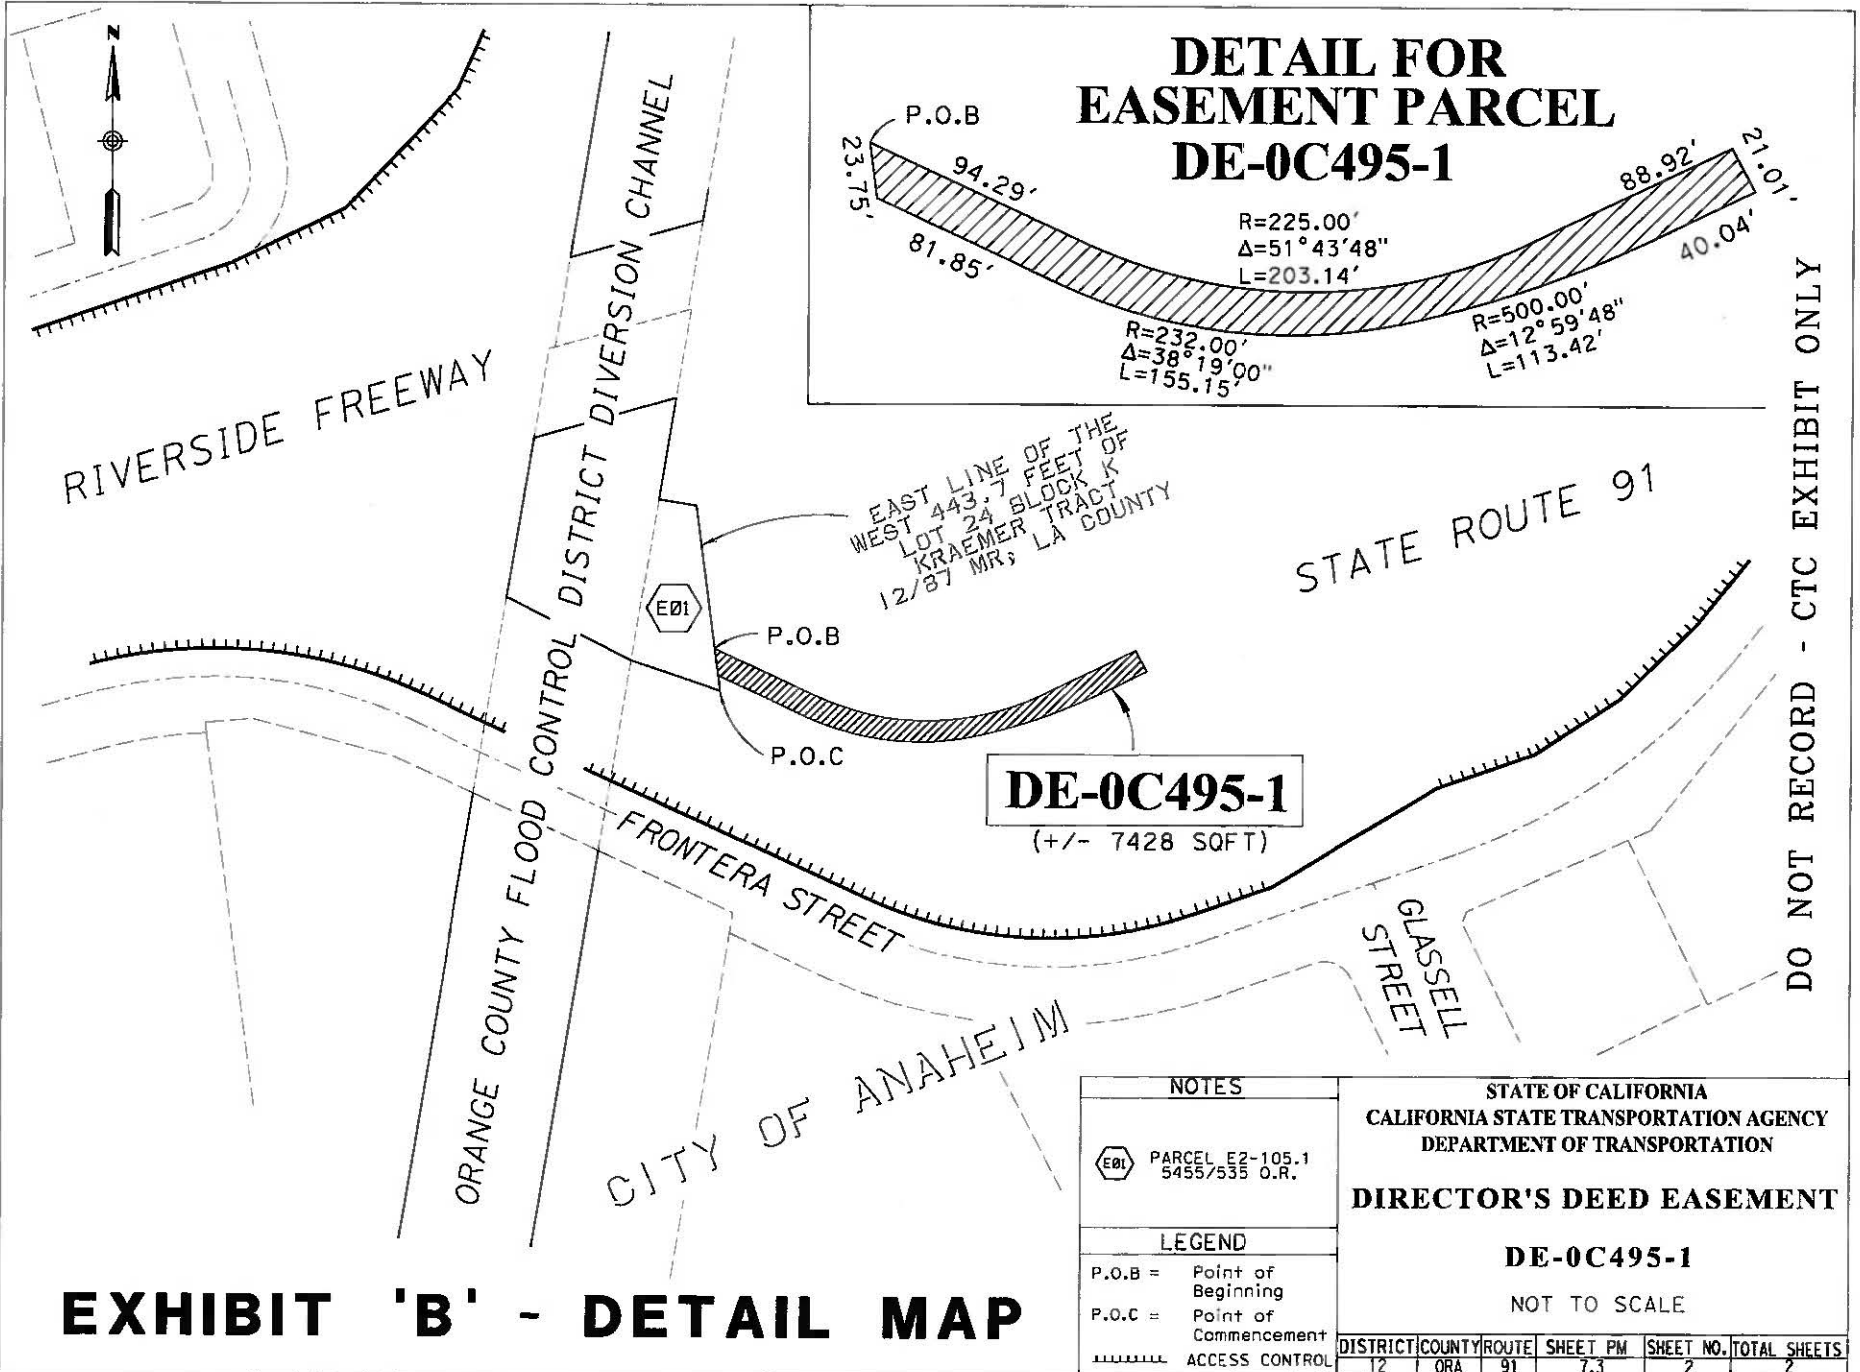 N
DETAIL FOR
EASEMENT PARCEL
DE-0C495-1
P.O.B
23.75'
94.29'
81.85'
R=225.00'
Δ=51°43'48"
L=203.14'
88.92'
21.01'
40.04'
R=232.00'
Δ=38°19'00"
L=155.15'
R=500.00'
Δ=12°59'48"
L=113.42'
RIVERSIDE FREEWAY
ORANGE COUNTY FLOOD CONTROL DISTRICT DIVERSION CHANNEL
EAST LINE OF THE
WEST 443.7 FEET OF
LOT 24 BLOCK K
KRAEMER TRACT
12/87 MR; LA COUNTY
STATE ROUTE 91
E01
P.O.B
P.O.C
DE-0C495-1
(+/- 7428 SQFT)
FRONTERA STREET
GLASSELL
STREET
CITY OF ANAHEIM
DO NOT RECORD - CTC EXHIBIT ONLY
NOTES
E01 PARCEL E2-105.1
5455/535 O.R.
LEGEND
P.O.B = Point of
Beginning
P.O.C = Point of
Commencement
ACCESS CONTROL
STATE OF CALIFORNIA
CALIFORNIA STATE TRANSPORTATION AGENCY
DEPARTMENT OF TRANSPORTATION
DIRECTOR'S DEED EASEMENT
DE-0C495-1
NOT TO SCALE
DISTRICT COUNTY ROUTE SHEET PM SHEET NO. TOTAL SHEETS
12 ORA 91 7.3 2 2
EXHIBIT 'B' - DETAIL MAP